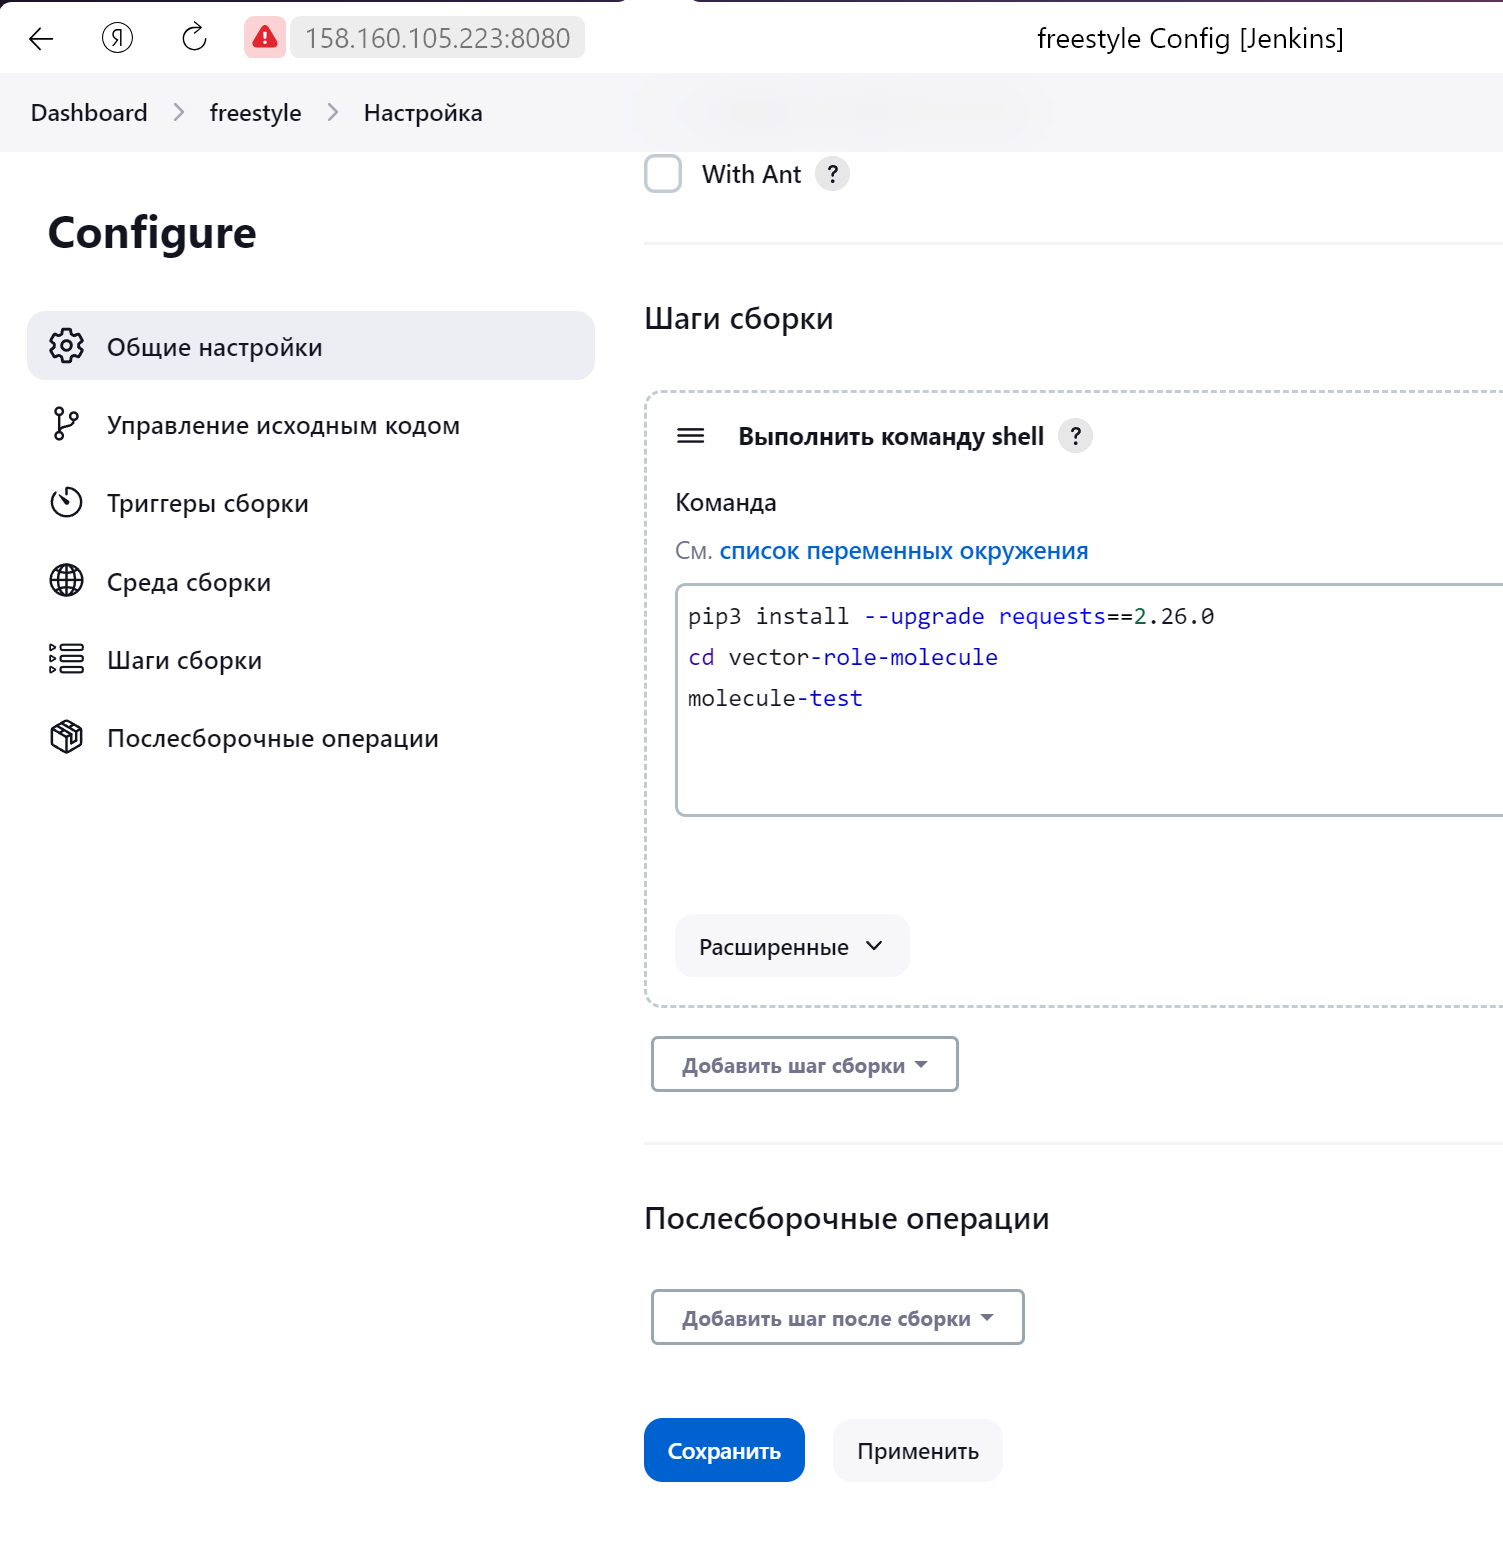 158.160.105.223:8080
freestyle Config [Jenkins]
Dashboard > freestyle > Настройка
With Ant ?
Configure
Общие настройки
Управление исходным кодом
Триггеры сборки
Среда сборки
Шаги сборки
Послесборочные операции
Шаги сборки
Выполнить команду shell ?
Команда
См. список переменных окружения
pip3 install --upgrade requests==2.26.0
cd vector-role-molecule
molecule-test
Расширенные
Добавить шаг сборки
Послесборочные операции
Добавить шаг после сборки
Сохранить
Применить